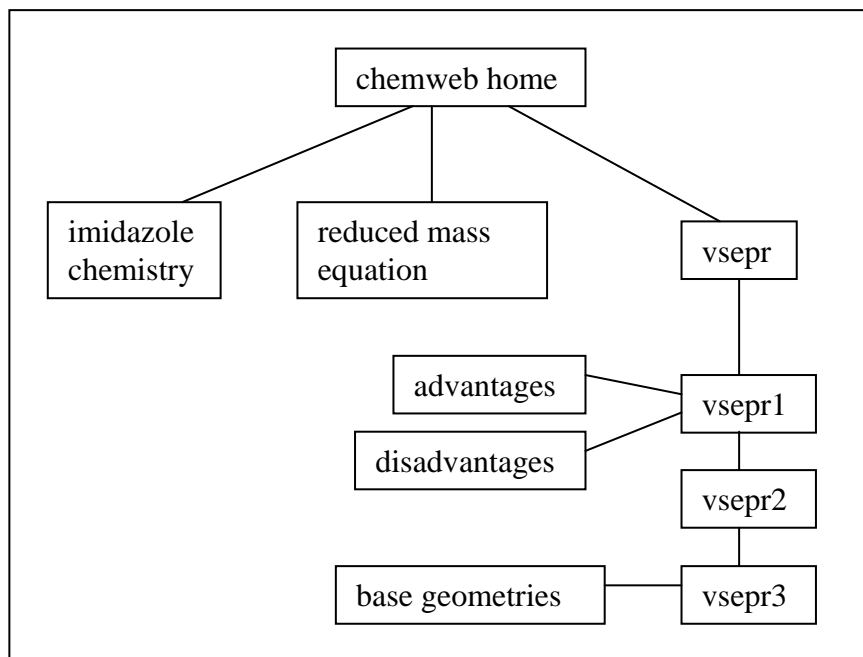 chemweb home
imidazole
chemistry
reduced mass
equation
vsepr
advantages
vsepr1
disadvantages
vsepr2
base geometries
vsepr3